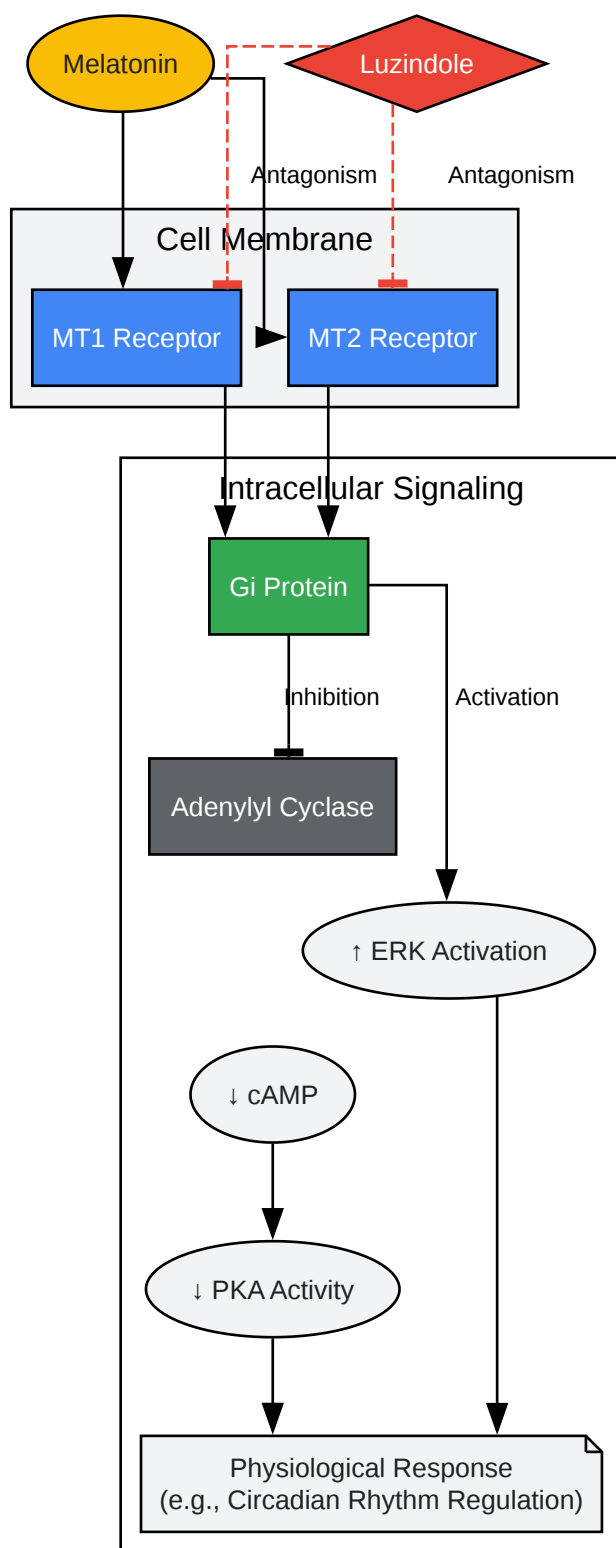 Melatonin
Luzindole
Antagonism
Antagonism
Cell Membrane
MT1 Receptor
MT2 Receptor
Intracellular Signaling
Gi Protein
Inhibition
Activation
Adenylyl Cyclase
↑ ERK Activation
↓ cAMP
↓ PKA Activity
Physiological Response
(e.g., Circadian Rhythm Regulation)